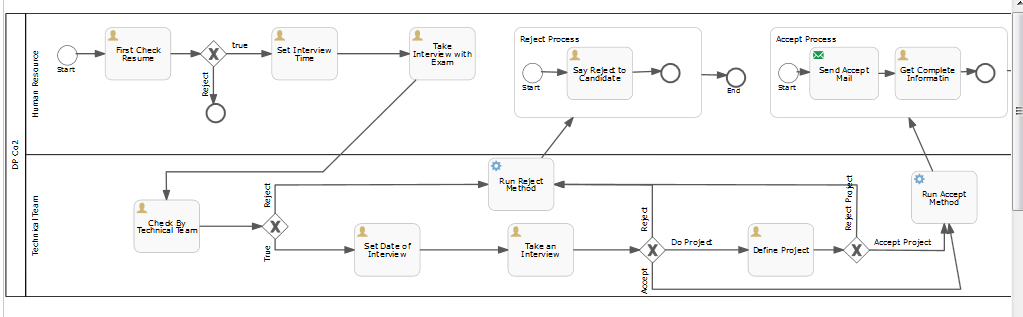 DP Ca2
Human Resource
Start
First Check
Resume
true
Reject
Set Interview
Time
Take
Interview with
Exam
Reject Process
Start
Say Reject to
Candidate
End
Accept Process
Start
Send Accept
Mail
Get Complete
Informatin
Technical Team
Check By
Technical Team
Reject
True
Set Date of
Interview
Take an
Interview
Run Reject
Method
Reject
Do Project
Accept
Define Project
Reject Project
Accept Project
Run Accept
Method